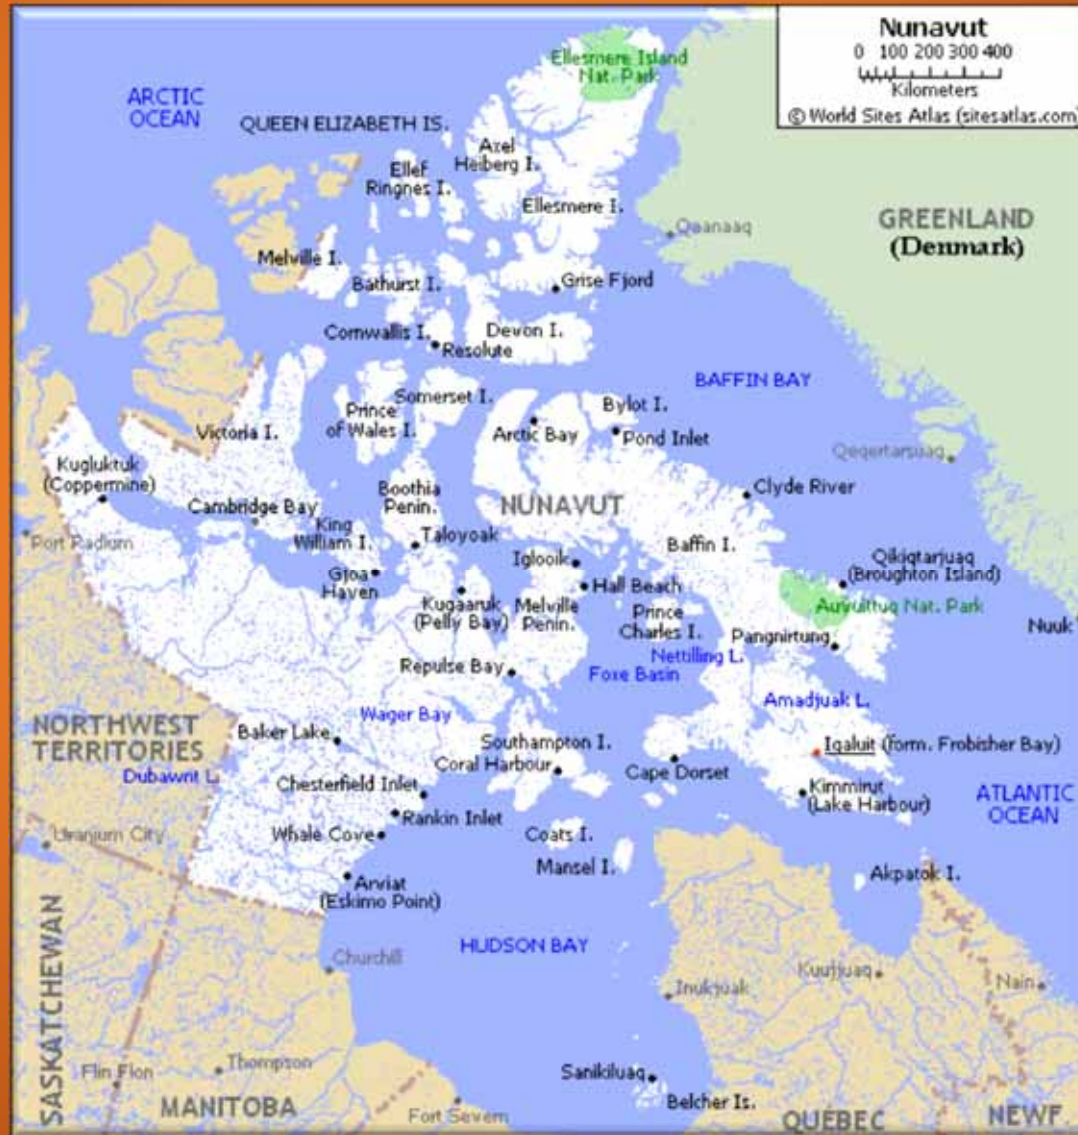 Nunavut
0 100 200 300 400
Kilometers
© World Sites Atlas (sitesatlas.com)
Ellesmere Island
Nat. Park
ARCTIC
OCEAN
QUEEN ELIZABETH IS.
Axel
Heiberg I.
Ellef
Ringnes I.
Ellesmere I.
GREENLAND
(Denmark)
Qaanaaq
Melville I.
Bathurst I.
Grise Fjord
Cornwallis I.
Devon I.
Resolute
BAFFIN BAY
Somerset I.
Prince
of Wales I.
Bylot I.
Victoria I.
Arctic Bay
Pond Inlet
Qeqertarsuaq
Kugluktuk
(Coppermine)
Boothia
Penin.
Clyde River
Cambridge Bay
NUNAVUT
King
William I.
Taloyoak
Baffin I.
Port Radium
Iglooik
Qikiqtarjuaq
(Broughton Island)
Gjoa
Haven
Hall Beach
Kugaaruk
(Pelly Bay)
Melville
Penin.
Prince
Charles I.
Auyuittuq Nat. Park
Nuuk
Pangnirtung
Nettilling L.
Repulse Bay
Foxe Basin
Amadjuak L.
NORTHWEST
TERRITORIES
Wager Bay
Baker Lake
Southampton I.
Iqaluit (form. Frobisher Bay)
Dubawnt L.
Coral Harbour
Cape Dorset
Chesterfield Inlet
Kimmirut
(Lake Harbour)
ATLANTIC
OCEAN
Rankin Inlet
Uranium City
Whale Cove
Coats I.
Mansel I.
Akpatok I.
Arviat
(Eskimo Point)
HUDSON BAY
Churchill
Kuujjuaq
Inukjuak
Nain
SASKATCHEWAN
Thompson
Flin Flon
Sanikiluaq
MANITOBA
Fort Severn
Belcher Is.
QUÉBEC
NEWF.